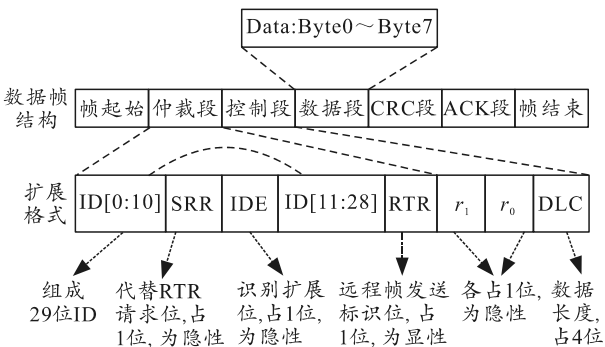 Data:Byte0～Byte7
数据帧
结构
帧起始 仲裁段 控制段 数据段 CRC段 ACK段 帧结束
扩展
格式
ID[0:10] SRR IDE ID[11:28] RTR r₁ r₀ DLC
组成
29位ID
代替RTR
请求位,占
1位,为隐性
识别扩展
位,占1位,
为隐性
远程帧发送
标识位,占
1位,为显性
各占1位,
为隐性
数据
长度,
占4位